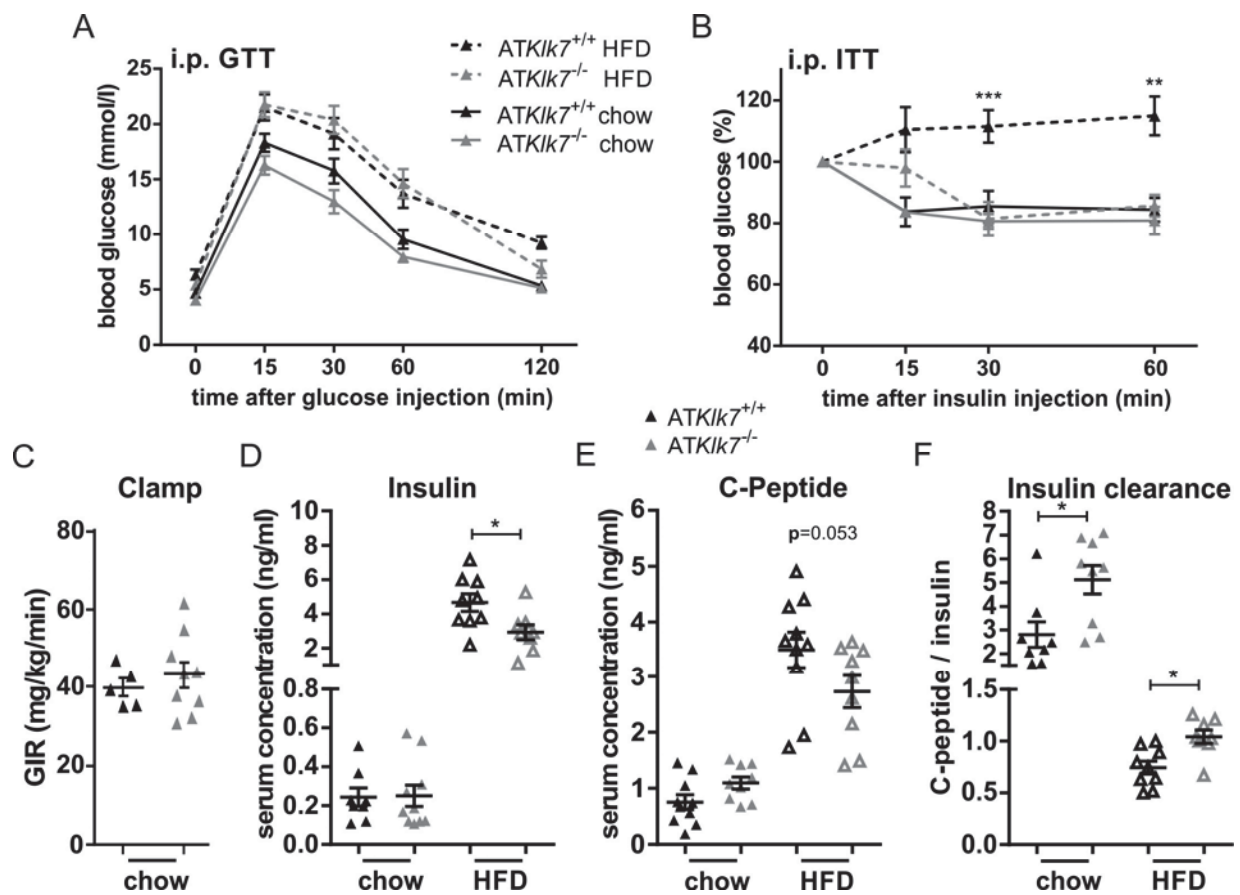 A
i.p. GTT
ATKlk7+/+ HFD
ATKlk7-/- HFD
ATKlk7+/+ chow
ATKlk7-/- chow
blood glucose (mmol/l)
25
20
15
10
5
0
0 15 30 60 120
time after glucose injection (min)
B
i.p. ITT
blood glucose (%)
120
100
80
60
40
*** **
0 15 30 60
time after insulin injection (min)
ATKlk7+/+
ATKlk7-/-
C
Clamp
GIR (mg/kg/min)
80
60
40
20
0
chow
D
Insulin
serum concentration (ng/ml)
10
8
6
4
2
0.8
0.6
0.4
0.2
0.0
*
chow HFD
E
C-Peptide
serum concentration (ng/ml)
6
5
4
3
2
1
0
p=0.053
chow HFD
F
Insulin clearance
C-peptide / insulin
8
7
6
5
4
3
2
1.5
1.0
0.5
0.0
*
*
chow HFD